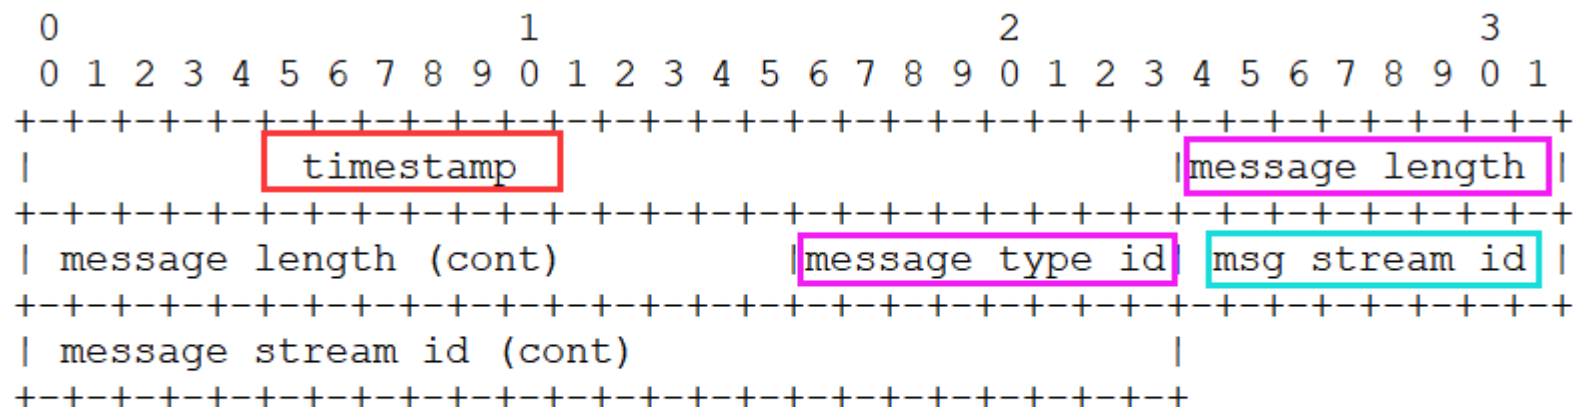 0                   1                   2                   3
 0 1 2 3 4 5 6 7 8 9 0 1 2 3 4 5 6 7 8 9 0 1 2 3 4 5 6 7 8 9 0 1
+-+-+-+-+-+-+-+-+-+-+-+-+-+-+-+-+-+-+-+-+-+-+-+-+-+-+-+-+-+-+-+-+
|           timestamp                           |message length |
+-+-+-+-+-+-+-+-+-+-+-+-+-+-+-+-+-+-+-+-+-+-+-+-+-+-+-+-+-+-+-+-+
| message length (cont)         |message type id| msg stream id |
+-+-+-+-+-+-+-+-+-+-+-+-+-+-+-+-+-+-+-+-+-+-+-+-+-+-+-+-+-+-+-+-+
| message stream id (cont)                      |
+-+-+-+-+-+-+-+-+-+-+-+-+-+-+-+-+-+-+-+-+-+-+-+-+